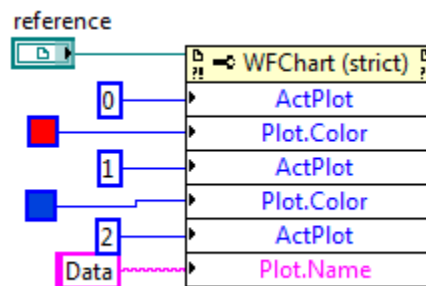 reference
?! WFChart (strict) ?!
0 ActPlot
Plot.Color
1 ActPlot
Plot.Color
2 ActPlot
Data Plot.Name